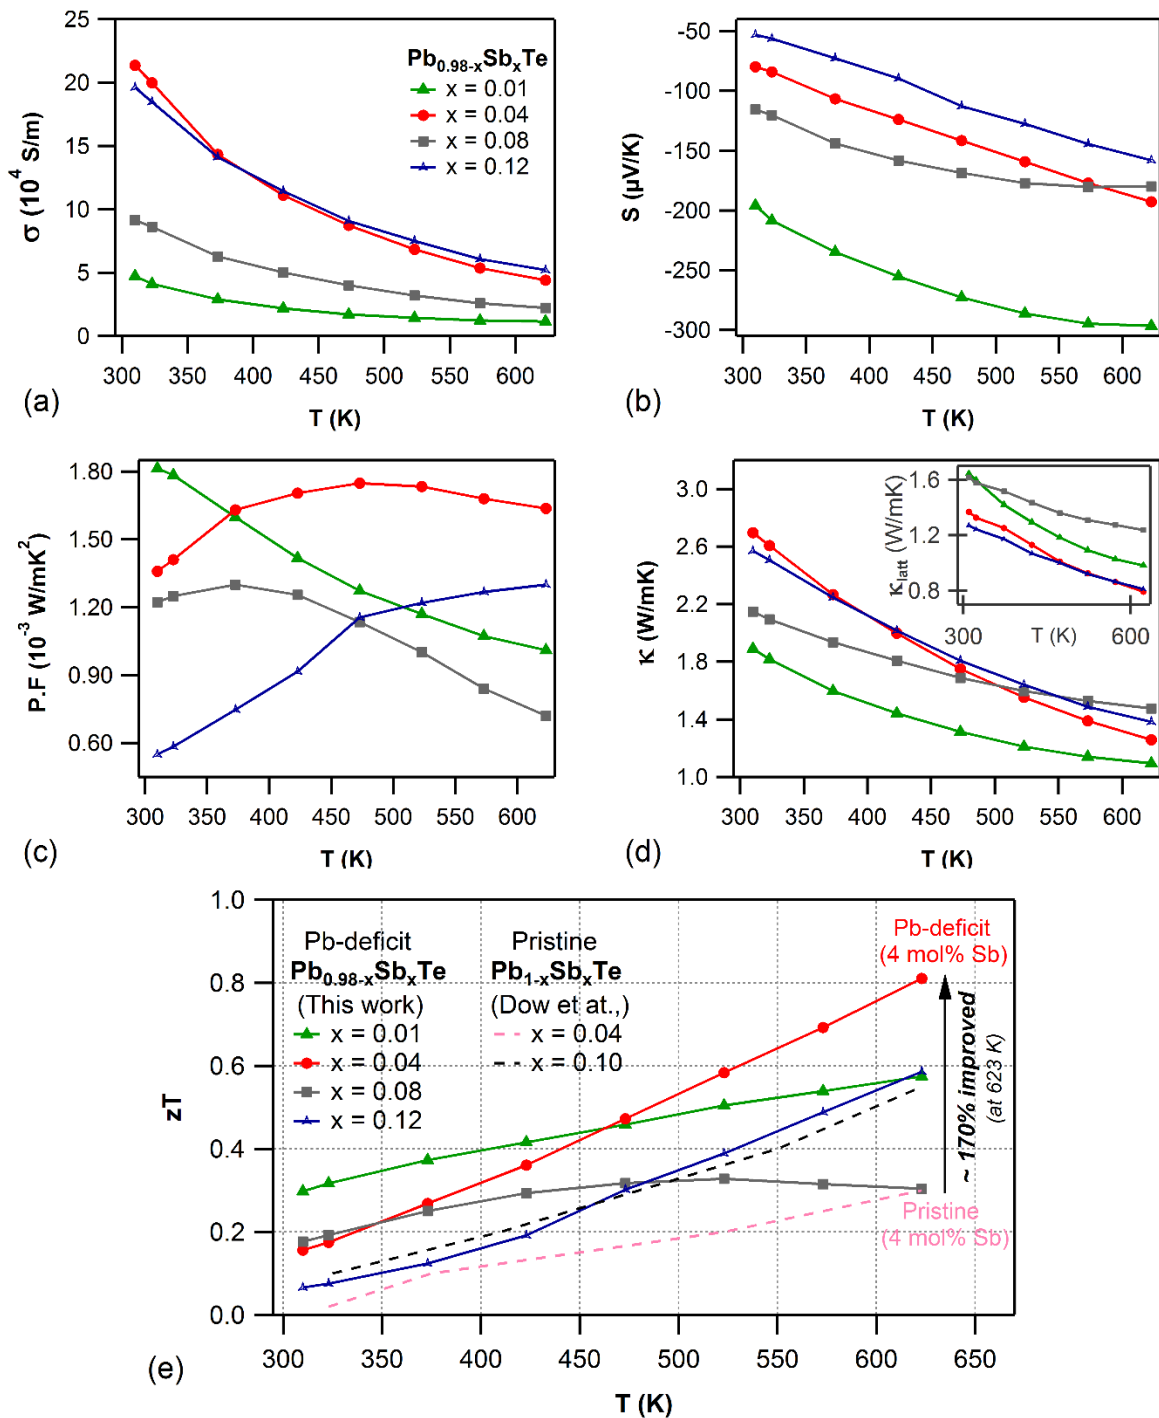 25
20
15
10
5
0
σ (10⁴ S/m)
Pb₀.₉₈₋ₓSbₓTe
x = 0.01
x = 0.04
x = 0.08
x = 0.12
300 350 400 450 500 550 600
T (K)
(a)
-50
-100
-150
-200
-250
-300
S (µV/K)
300 350 400 450 500 550 600
T (K)
(b)
1.80
1.50
1.20
0.90
0.60
P.F (10⁻³ W/mK²)
300 350 400 450 500 550 600
T (K)
(c)
3.0
2.6
2.2
1.8
1.4
1.0
κ (W/mK)
1.6
1.2
0.8
κ_latt (W/mK)
300 T (K) 600
300 350 400 450 500 550 600
T (K)
(d)
1.0
0.8
0.6
0.4
0.2
0.0
zT
Pb-deficit
Pb₀.₉₈₋ₓSbₓTe
(This work)
x = 0.01
x = 0.04
x = 0.08
x = 0.12
Pristine
Pb₁₋ₓSbₓTe
(Dow et at.,)
x = 0.04
x = 0.10
Pb-deficit
(4 mol% Sb)
~ 170% improved
(at 623 K)
Pristine
(4 mol% Sb)
300 350 400 450 500 550 600 650
T (K)
(e)